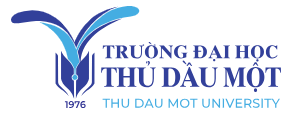 TRƯỜNG ĐẠI HỌC
THỦ DẦU MỘT
1976
THU DAU MOT UNIVERSITY